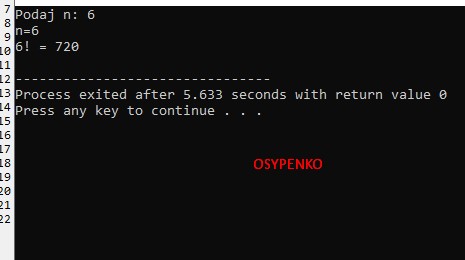 7
8
9
10
11
12
13
14
15
16
17
18
19
20
21
22
Podaj n: 6
n=6
6! = 720
--------------------------------
Process exited after 5.633 seconds with return value 0
Press any key to continue . . .
OSYPENKO